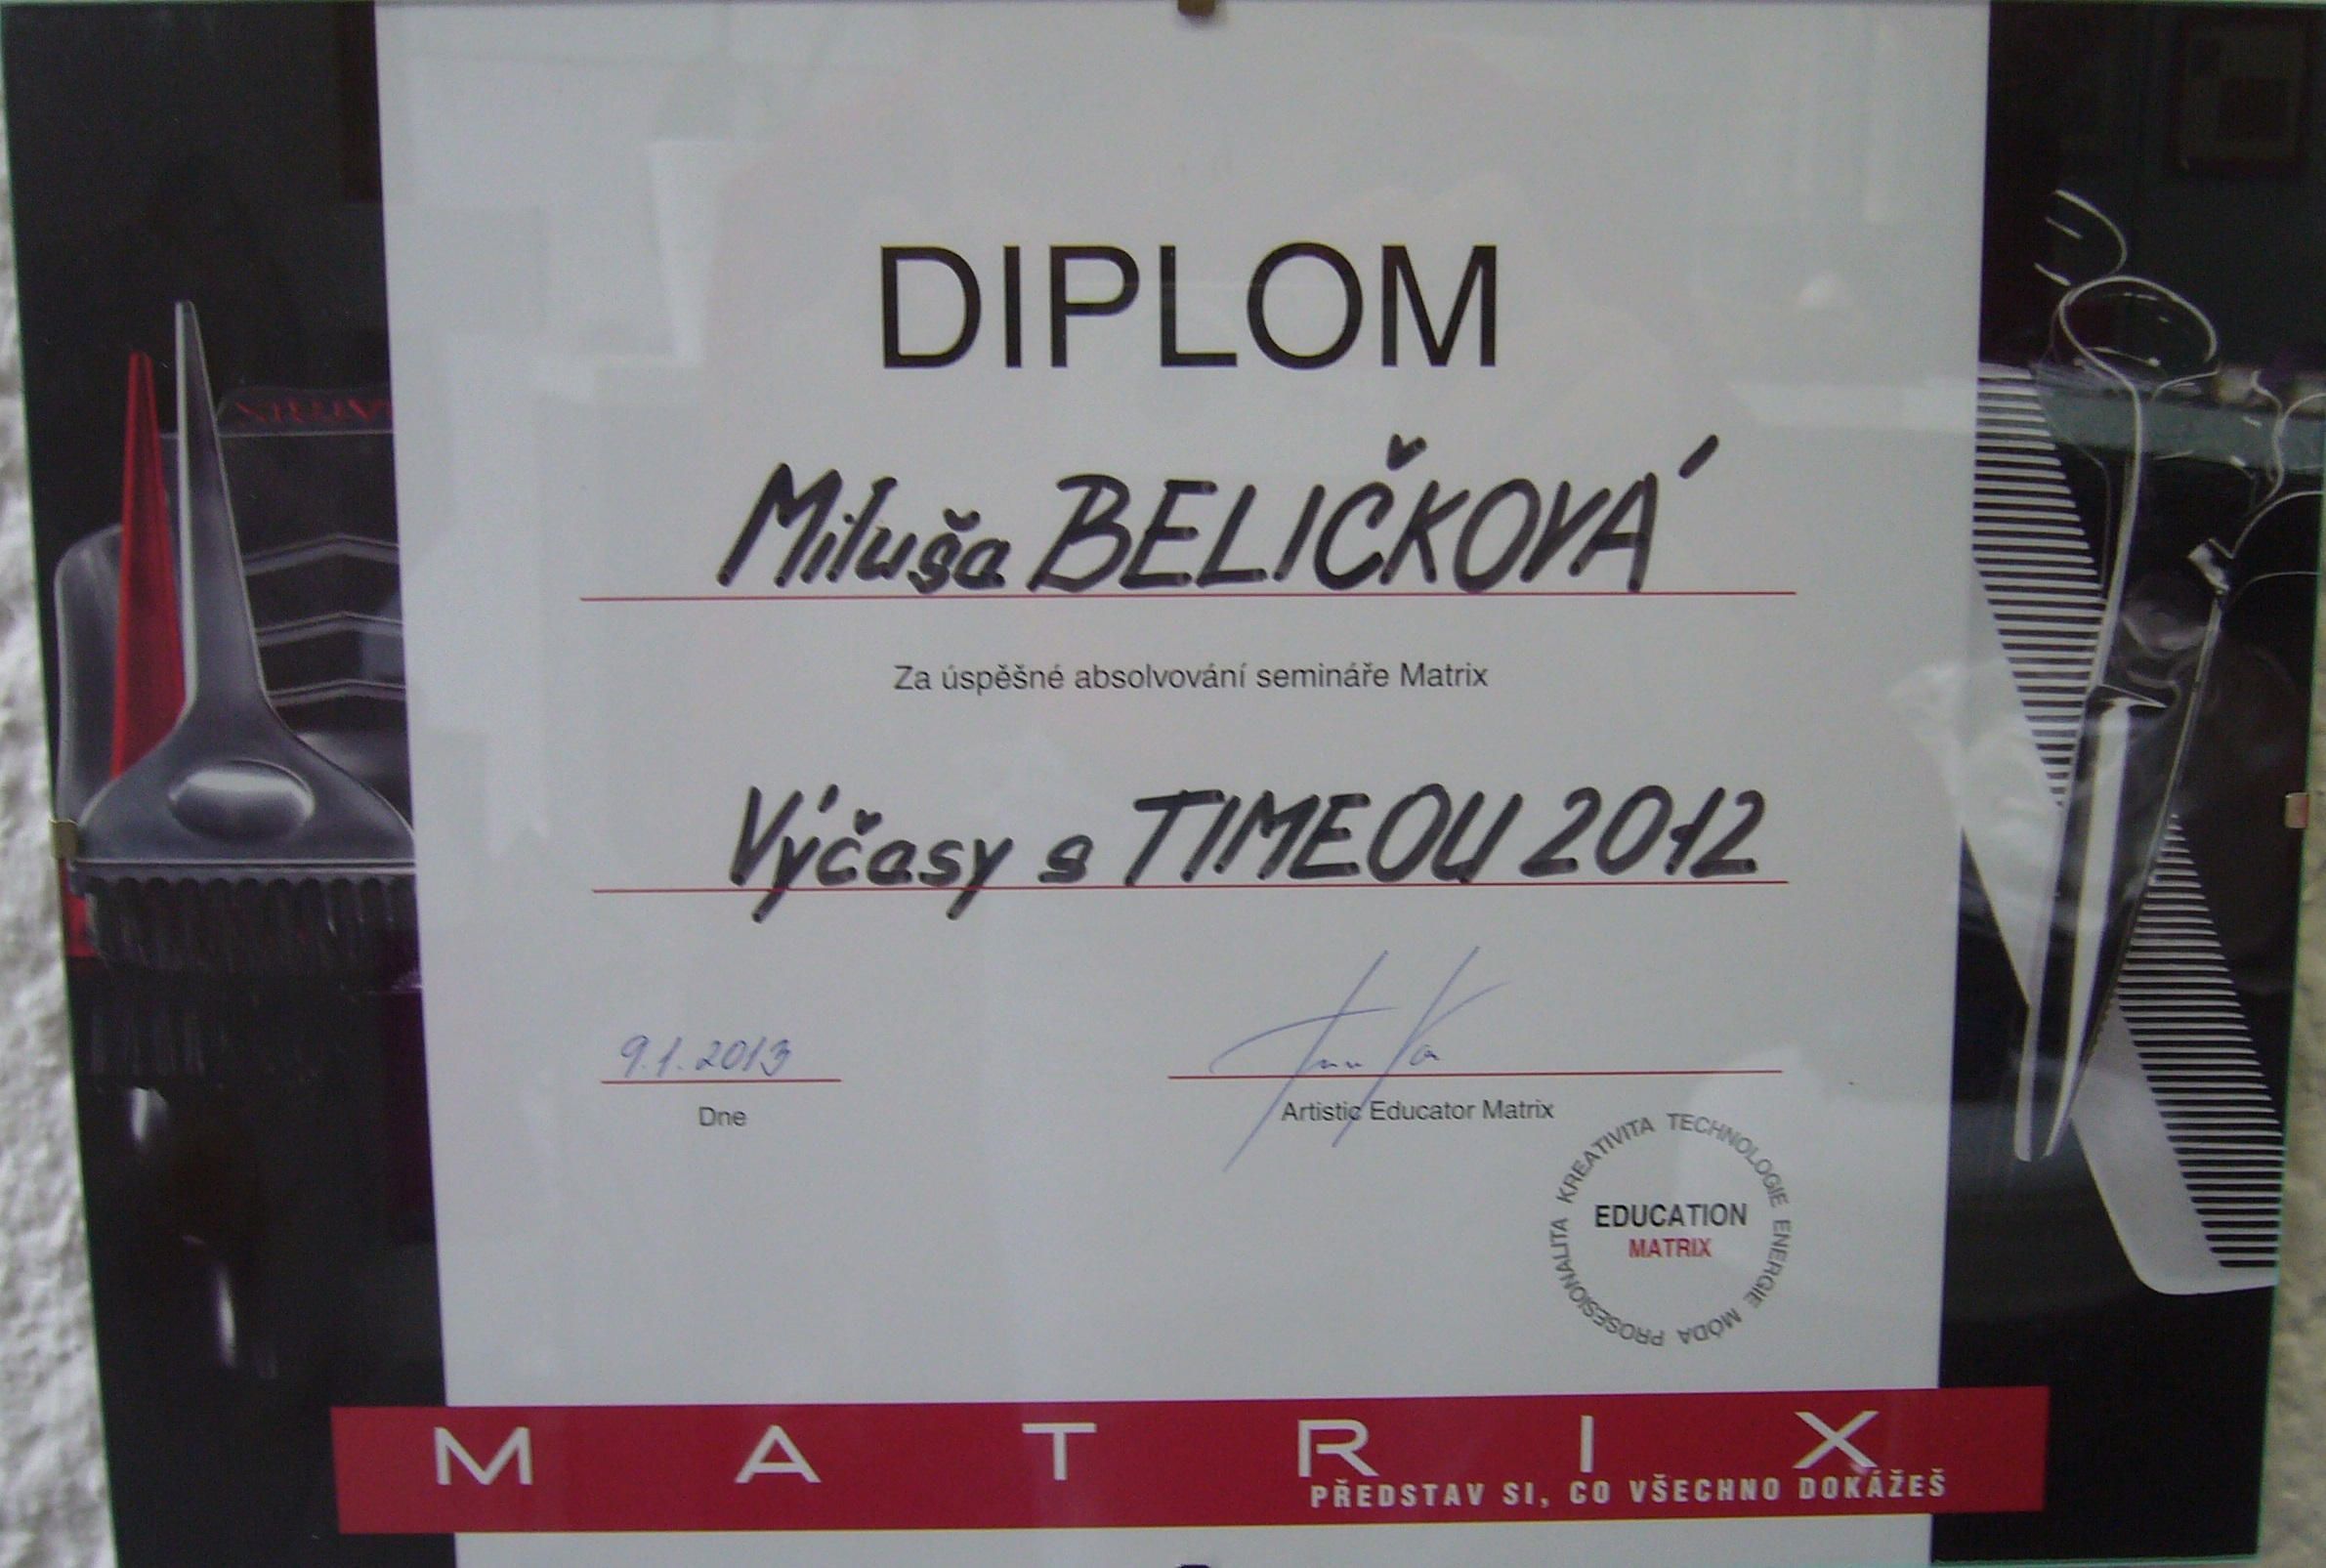 DIPLOM
Miluša BELIČKOVÁ
Za úspěšné absolvování semináře Matrix
Výčasy s TIMEOU 2012
9.1.2013
Dne
Artistic Educator Matrix
PROSESIONALITA KREATIVITA TECHNOLOGIE ENERGIE MÓDA
EDUCATION
MATRIX
MATRIX
PŘEDSTAV SI, CO VŠECHNO DOKÁŽEŠ